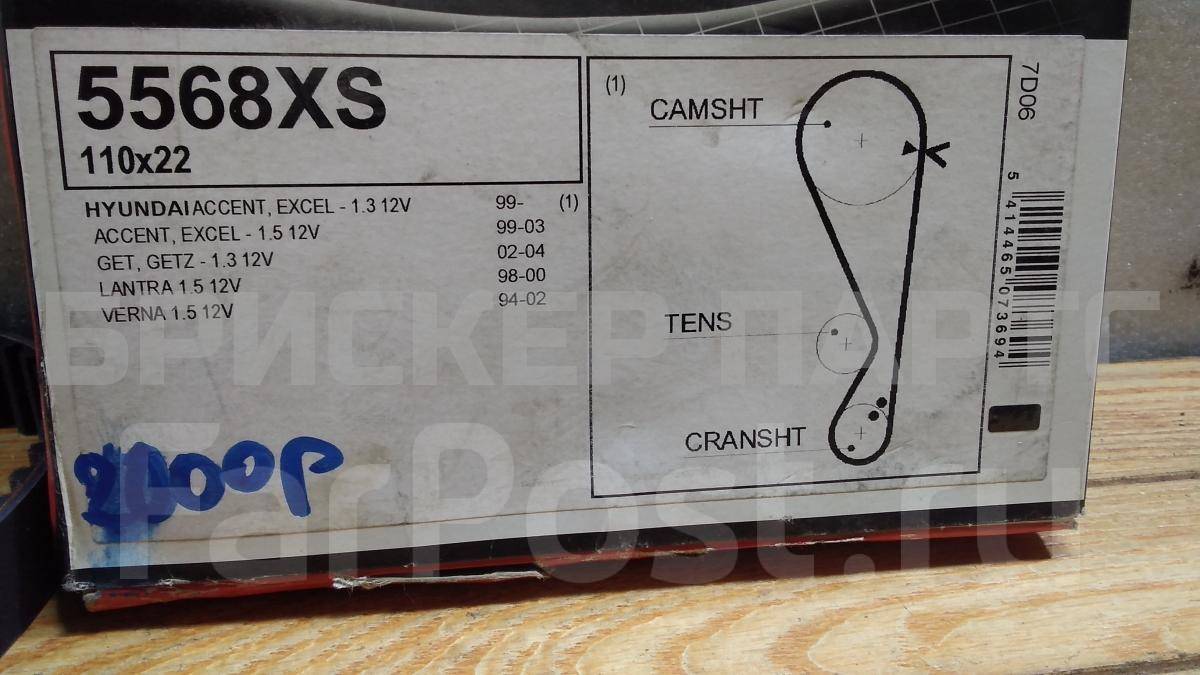 5568XS
110x22
HYUNDAI ACCENT, EXCEL - 1.3 12V 99- (1)
ACCENT, EXCEL - 1.5 12V 99-03
GET, GETZ - 1.3 12V 02-04
LANTRA 1.5 12V 98-00
VERNA 1.5 12V 94-02
(1)
CAMSHT
TENS
CRANSHT
7D06
5 414465 073694
БРИСКЕР ПАРТС
FarPost.ru